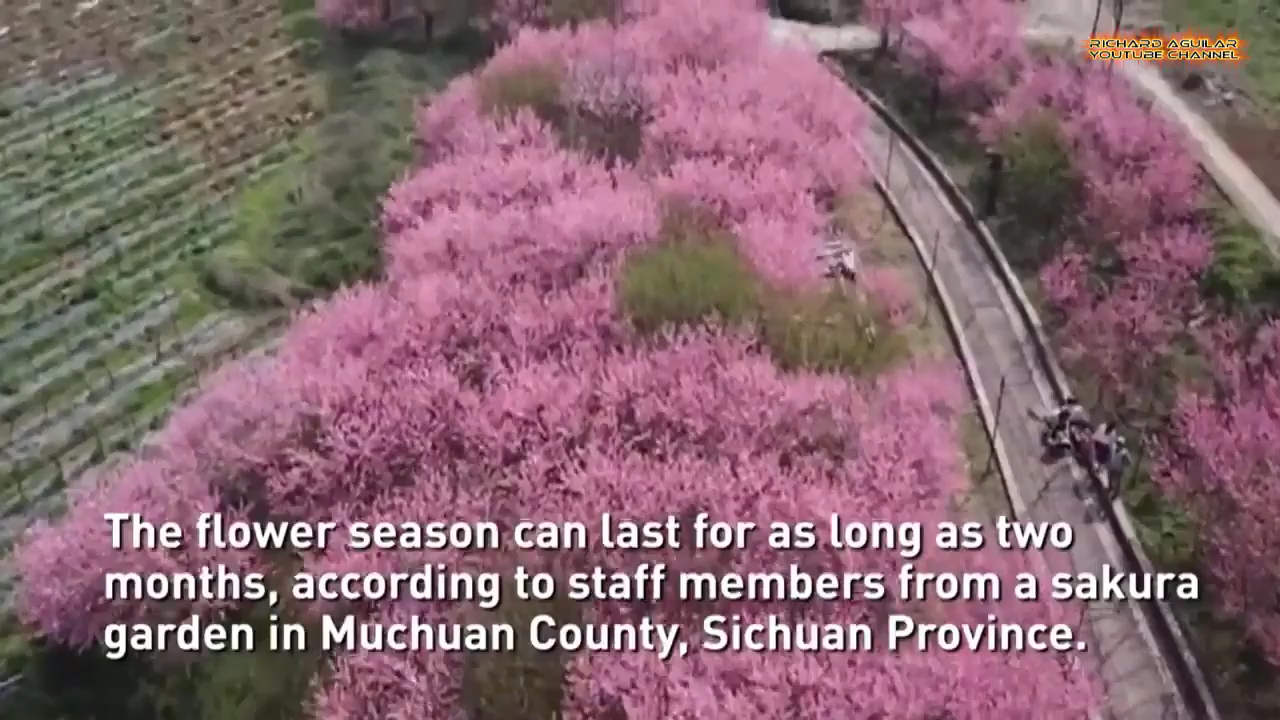 RICHARD AGUILAR
YOUTUBE CHANNEL
The flower season can last for as long as two
months, according to staff members from a sakura
garden in Muchuan County, Sichuan Province.